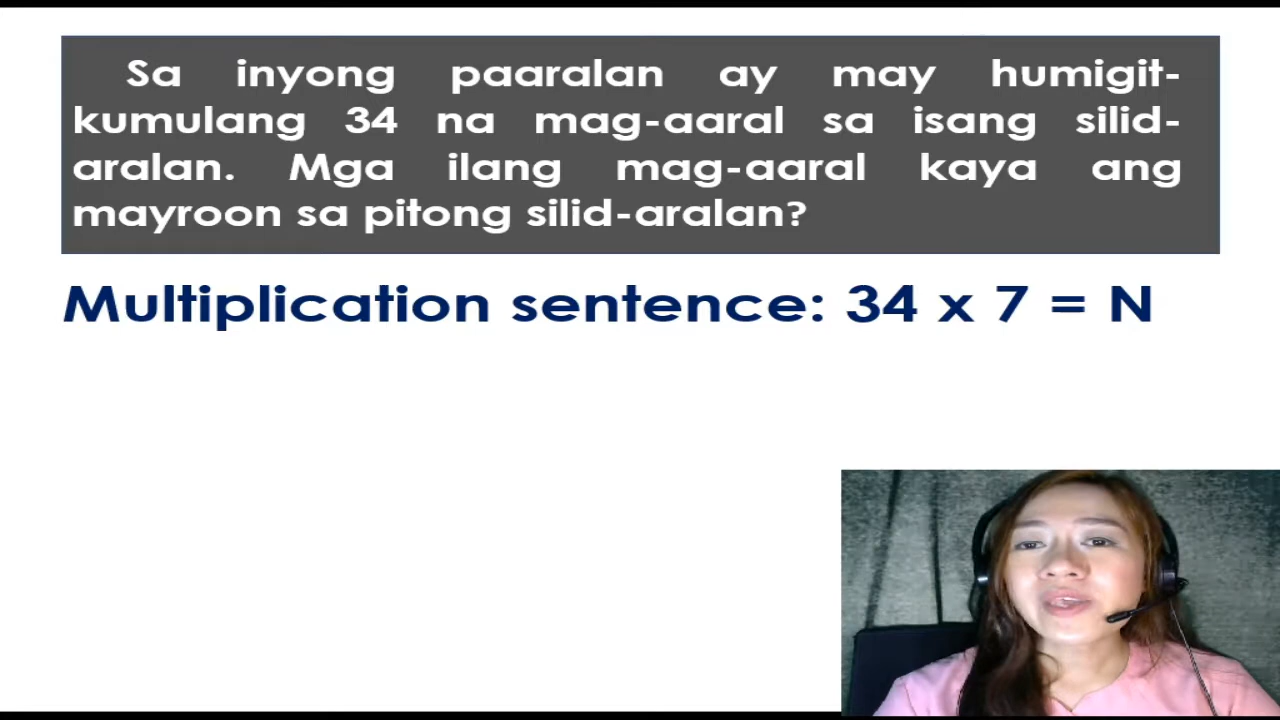 Sa inyong paaralan ay may humigit-
kumulang 34 na mag-aaral sa isang silid-
aralan. Mga ilang mag-aaral kaya ang
mayroon sa pitong silid-aralan?
Multiplication sentence: 34 x 7 = N